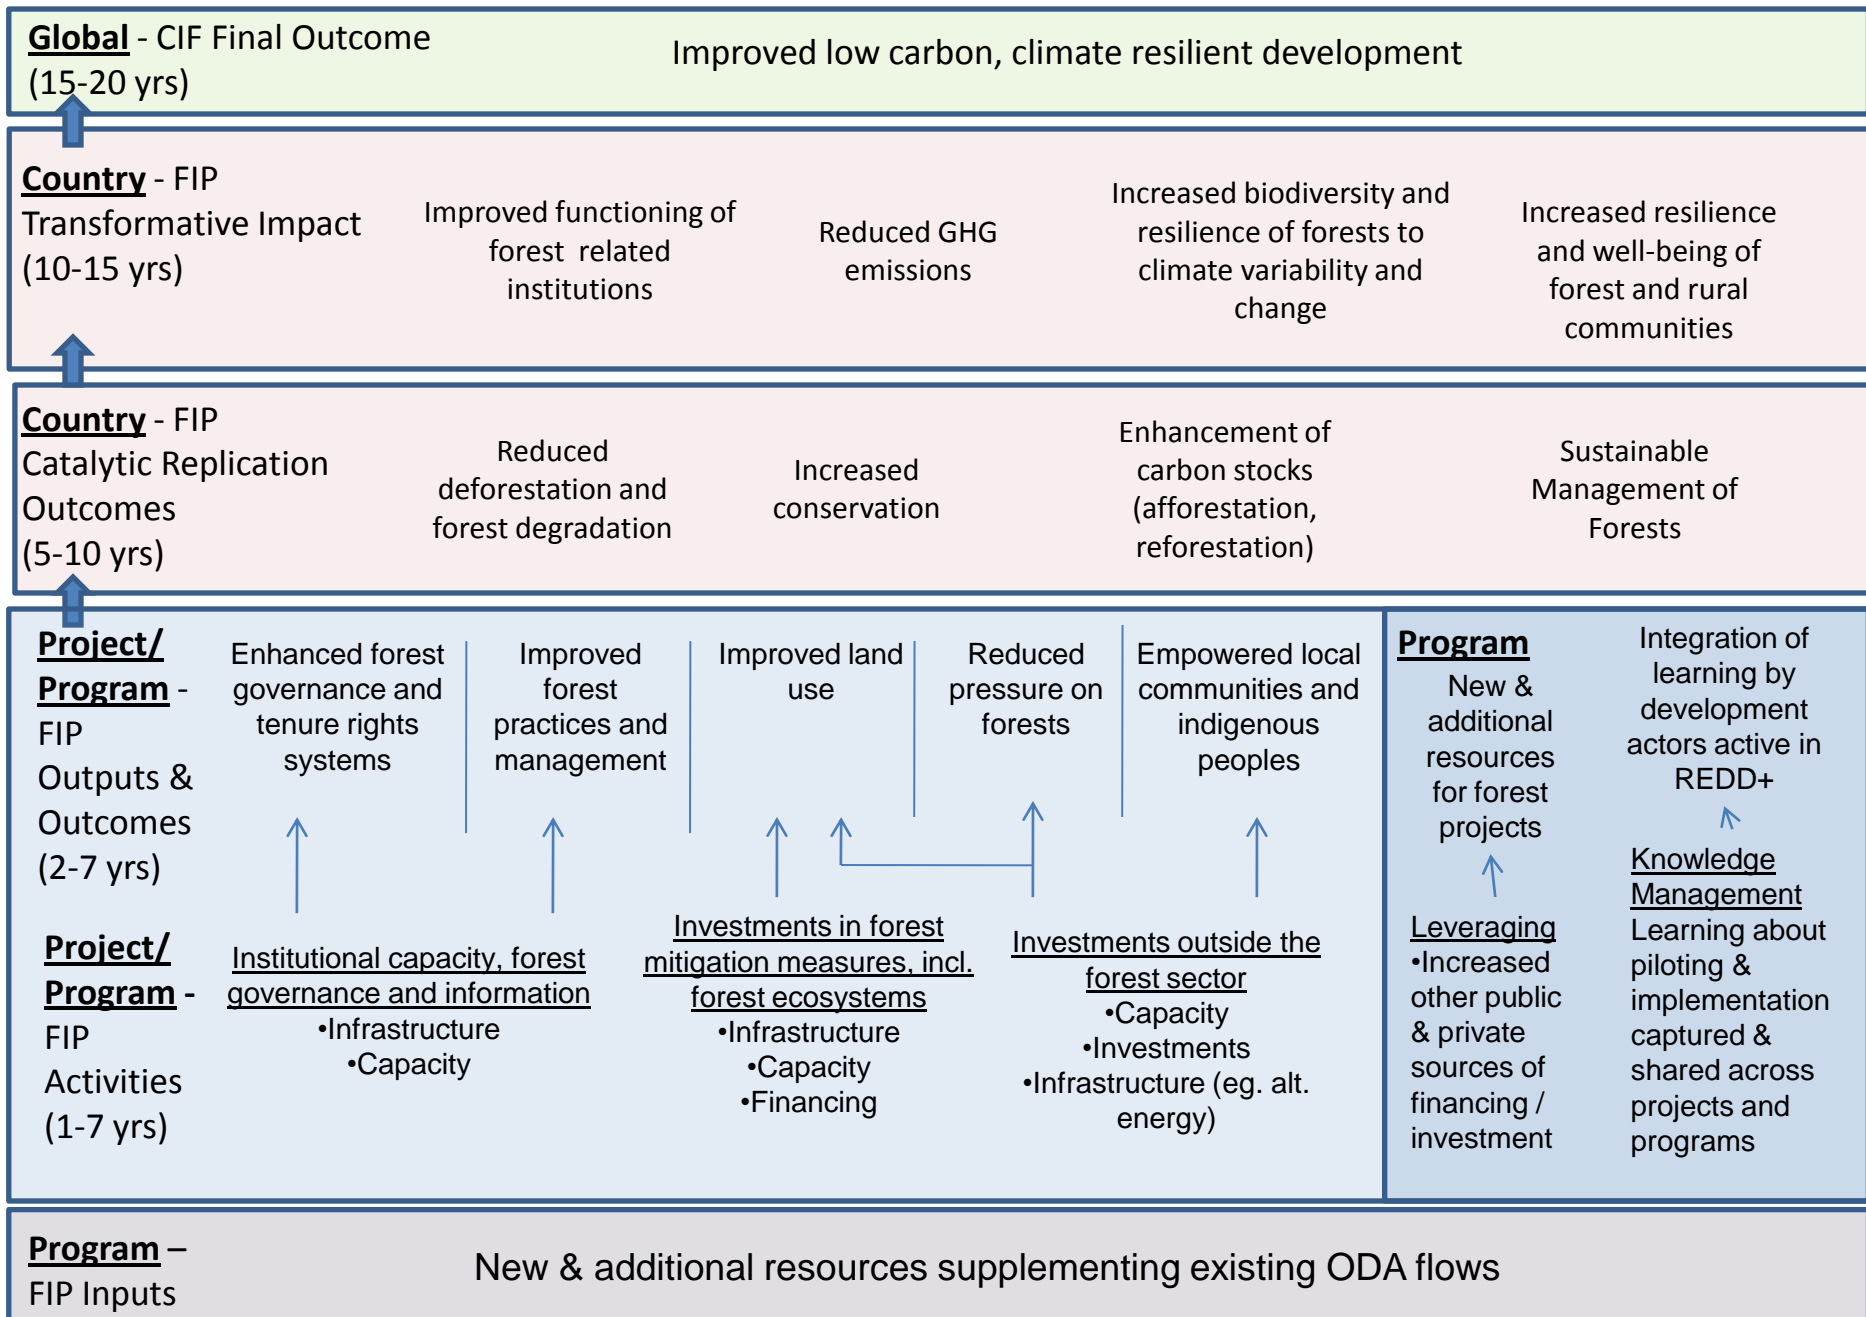 Global - CIF Final Outcome
(15-20 yrs)
Improved low carbon, climate resilient development
Country - FIP
Transformative Impact
(10-15 yrs)
Improved functioning of
forest related
institutions
Reduced GHG
emissions
Increased biodiversity and
resilience of forests to
climate variability and
change
Increased resilience
and well-being of
forest and rural
communities
Country - FIP
Catalytic Replication
Outcomes
(5-10 yrs)
Reduced
deforestation and
forest degradation
Increased
conservation
Enhancement of
carbon stocks
(afforestation,
reforestation)
Sustainable
Management of
Forests
Project/
Program -
FIP
Outputs &
Outcomes
(2-7 yrs)
Enhanced forest
governance and
tenure rights
systems
Improved
forest
practices and
management
Improved land
use
Reduced
pressure on
forests
Empowered local
communities and
indigenous
peoples
Program
New &
additional
resources
for forest
projects
Integration of
learning by
development
actors active in
REDD+
Project/
Program -
FIP
Activities
(1-7 yrs)
Institutional capacity, forest
governance and information
•Infrastructure
•Capacity
Investments in forest
mitigation measures, incl.
forest ecosystems
•Infrastructure
•Capacity
•Financing
Investments outside the
forest sector
•Capacity
•Investments
•Infrastructure (eg. alt.
energy)
Leveraging
•Increased
other public
& private
sources of
financing /
investment
Knowledge
Management
Learning about
piloting &
implementation
captured &
shared across
projects and
programs
Program –
FIP Inputs
New & additional resources supplementing existing ODA flows